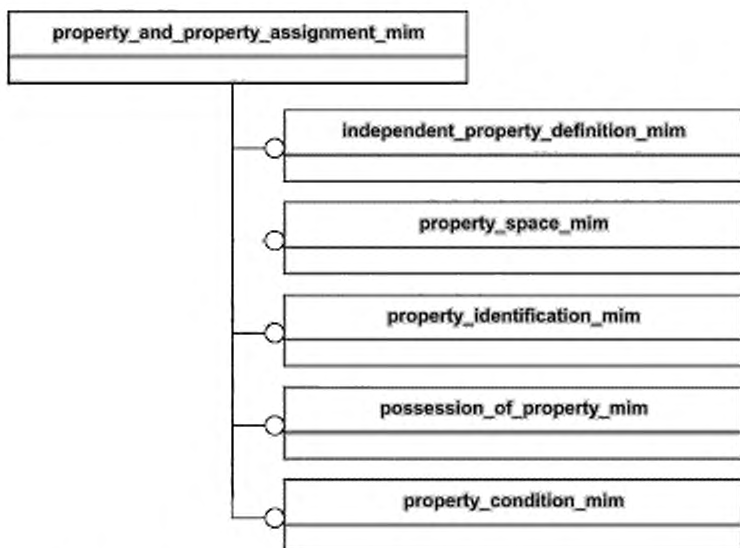 property_and_property_assignment_mim
independent_property_definition_mim
property_space_mim
property_identification_mim
possession_of_property_mim
property_condition_mim